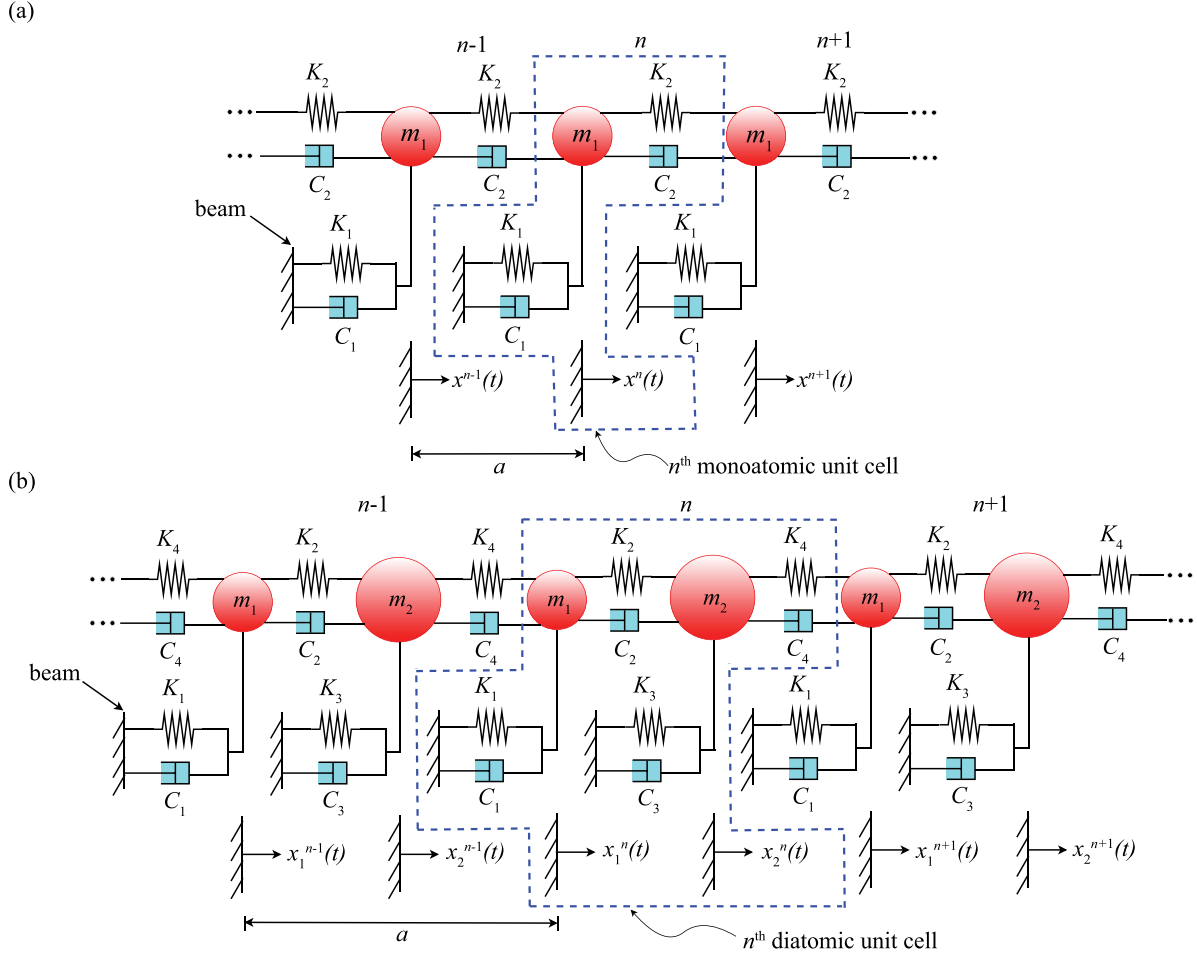 (a)
n-1 n n+1
K2 K2 K2 K2
... m1 m1 m1 ...
... ...
C2 C2 C2 C2
beam
K1 K1 K1
C1 C1 C1
x^n-1(t) x^n(t) x^n+1(t)
a
n^th monoatomic unit cell
(b)
n-1 n n+1
K4 K2 K4 K2 K4 K2 K4
... m1 m2 m1 m2 m1 m2 ...
... ...
C4 C2 C4 C2 C4 C2 C4
beam
K1 K3 K1 K3 K1 K3
C1 C3 C1 C3 C1 C3
x1^n-1(t) x2^n-1(t) x1^n(t) x2^n(t) x1^n+1(t) x2^n+1(t)
a
n^th diatomic unit cell